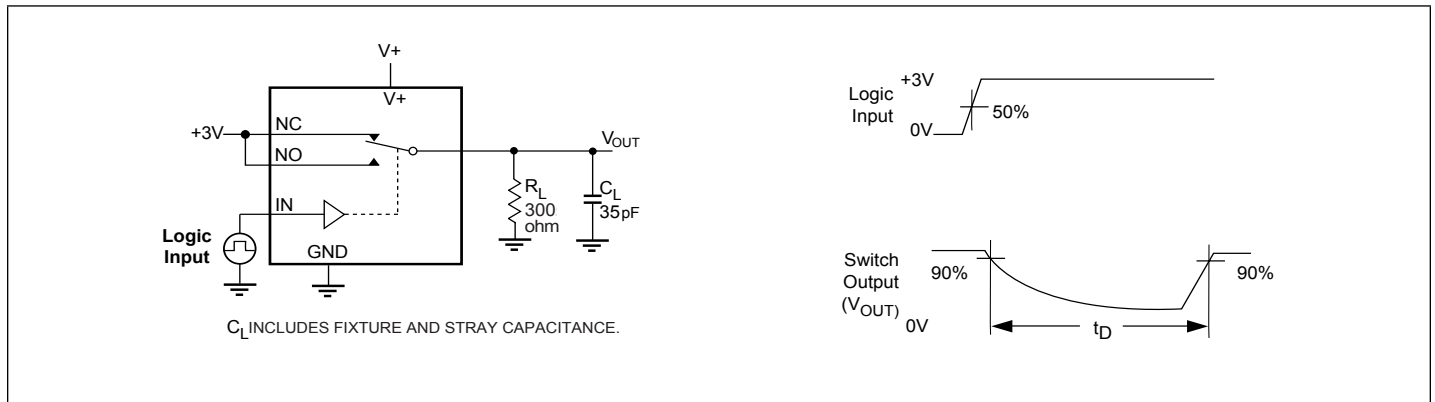 V+
V+
+3V
NC
NO
IN
Logic
Input
GND
VOUT
RL
300
ohm
CL
35pF
CL INCLUDES FIXTURE AND STRAY CAPACITANCE.
Logic
Input
+3V
0V
50%
Switch
Output
(VOUT)
90%
0V
tD
90%